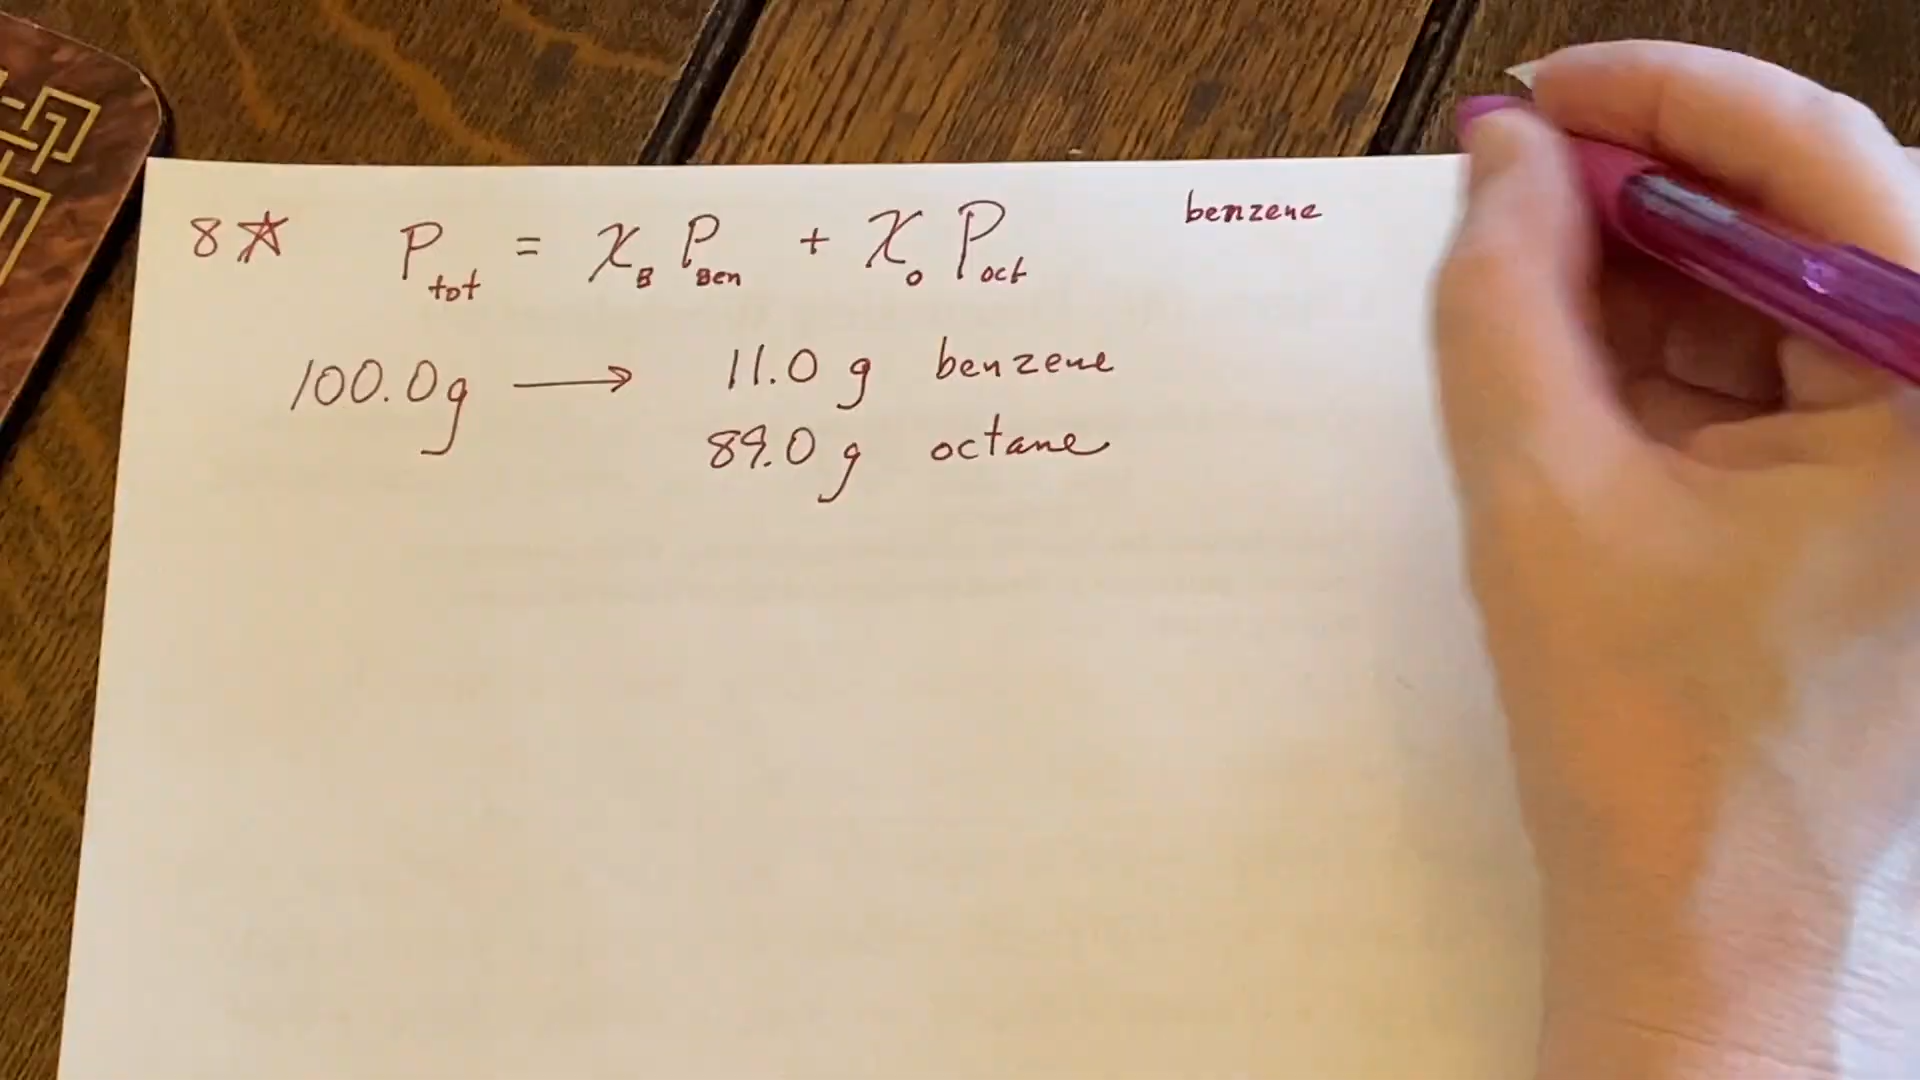 8☆ P_tot = χ_B P_Ben + χ_o P_oct
benzene
100.0g → 11.0 g benzene
89.0 g octane